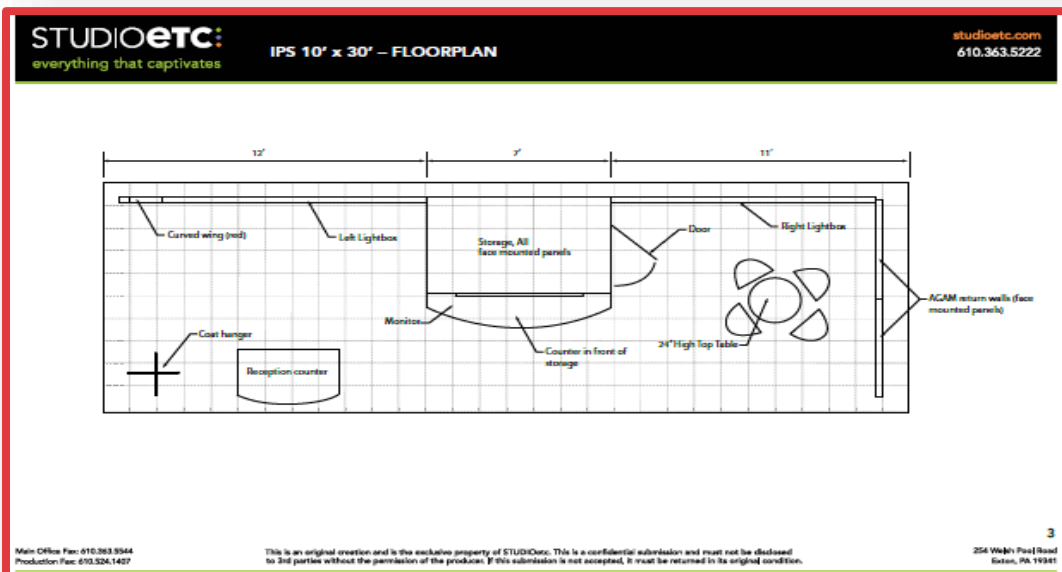 STUDIOetc:
everything that captivates
IPS 10' x 30' – FLOORPLAN
studioetc.com
610.363.5222
12'
7'
11'
Curved wing (red)
Left Lightbox
Storage, All
face mounted panels
Door
Right Lightbox
AGAM return walls (face
mounted panels)
Monitor
Coat hanger
Counter in front of
storage
24" High Top Table
Reception counter
3
Main Office Fax: 610.363.5544
Production Fax: 610.524.1407
This is an original creation and is the exclusive property of STUDIOetc. This is a confidential submission and must not be disclosed
to 3rd parties without the permission of the producer. If this submission is not accepted, it must be returned in its original condition.
254 Welsh Pool Road
Exton, PA 19341